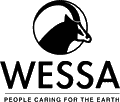 WESSA
PEOPLE CARING FOR THE EARTH